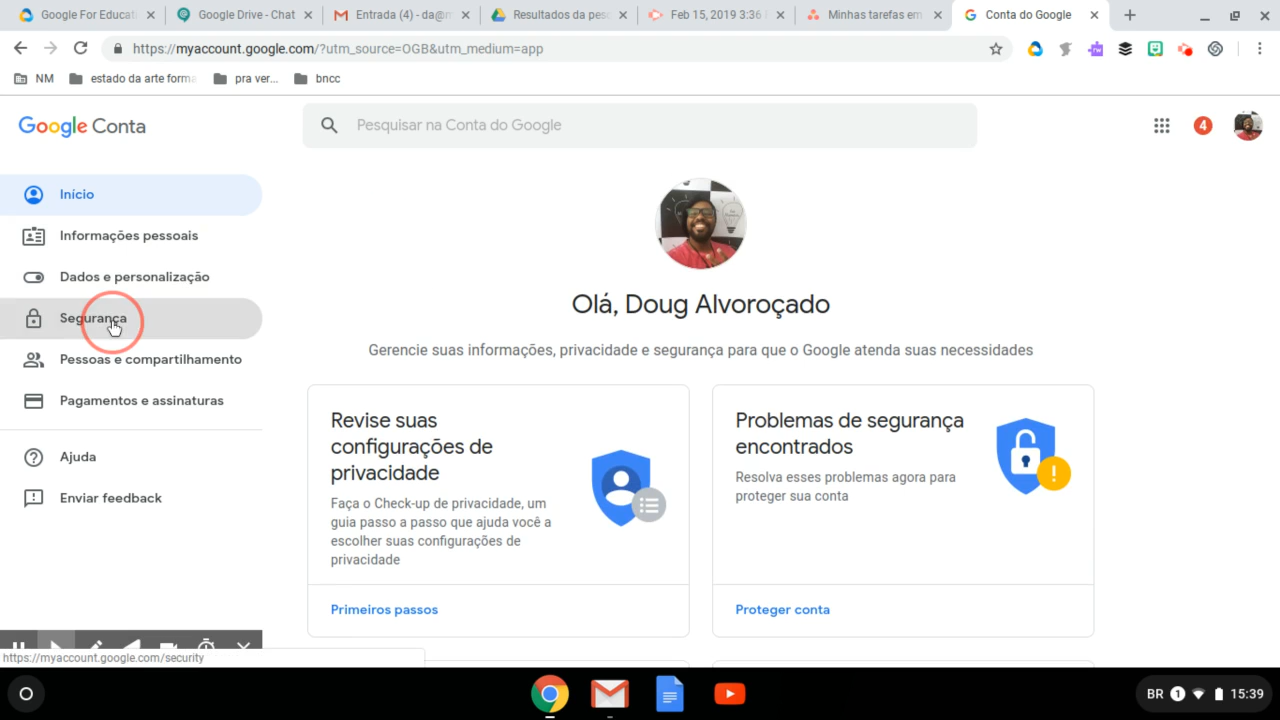 Google For Educati
Google Drive - Chat
Entrada (4) - da@m
Resultados da peso
Feb 15, 2019 3:36
Minhas tarefas em
Conta do Google
https://myaccount.google.com/?utm_source=OGB&utm_medium=app
NM
estado da arte forma
pra ver...
bncc
Google Conta
Pesquisar na Conta do Google
4
Início
Informações pessoais
Dados e personalização
Segurança
Pessoas e compartilhamento
Pagamentos e assinaturas
Ajuda
Enviar feedback
Olá, Doug Alvoroçado
Gerencie suas informações, privacidade e segurança para que o Google atenda suas necessidades
Revise suas
configurações de
privacidade
Faça o Check-up de privacidade, um
guia passo a passo que ajuda você a
escolher suas configurações de
privacidade
Primeiros passos
Problemas de segurança
encontrados
Resolva esses problemas agora para
proteger sua conta
Proteger conta
https://myaccount.google.com/security
BR 1 15:39